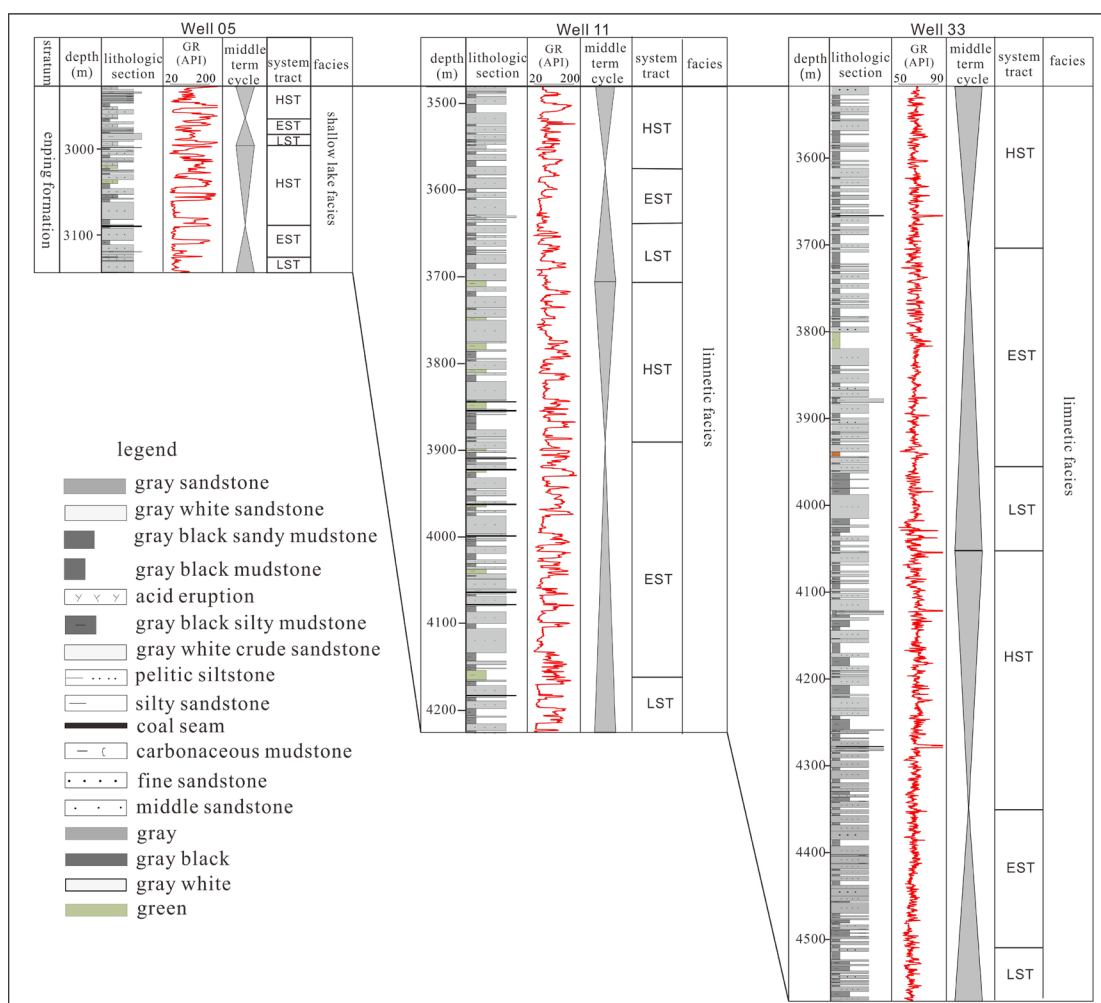 Well 05
stratum
depth
(m)
lithologic
section
GR
(API)
20 200
middle
term
cycle
system
tract
facies
enping formation
3000
3100
HST
EST
LST
HST
EST
LST
shallow lake facies
Well 11
depth
(m)
lithologic
section
GR
(API)
20 200
middle
term
cycle
system
tract
facies
3500
3600
3700
3800
3900
4000
4100
4200
HST
EST
LST
HST
EST
LST
limnetic facies
Well 33
depth
(m)
lithologic
section
GR
(API)
50 90
middle
term
cycle
system
tract
facies
3600
3700
3800
3900
4000
4100
4200
4300
4400
4500
HST
EST
LST
HST
EST
LST
limnetic facies
legend
gray sandstone
gray white sandstone
gray black sandy mudstone
gray black mudstone
acid eruption
gray black silty mudstone
gray white crude sandstone
pelitic siltstone
silty sandstone
coal seam
carbonaceous mudstone
fine sandstone
middle sandstone
gray
gray black
gray white
green